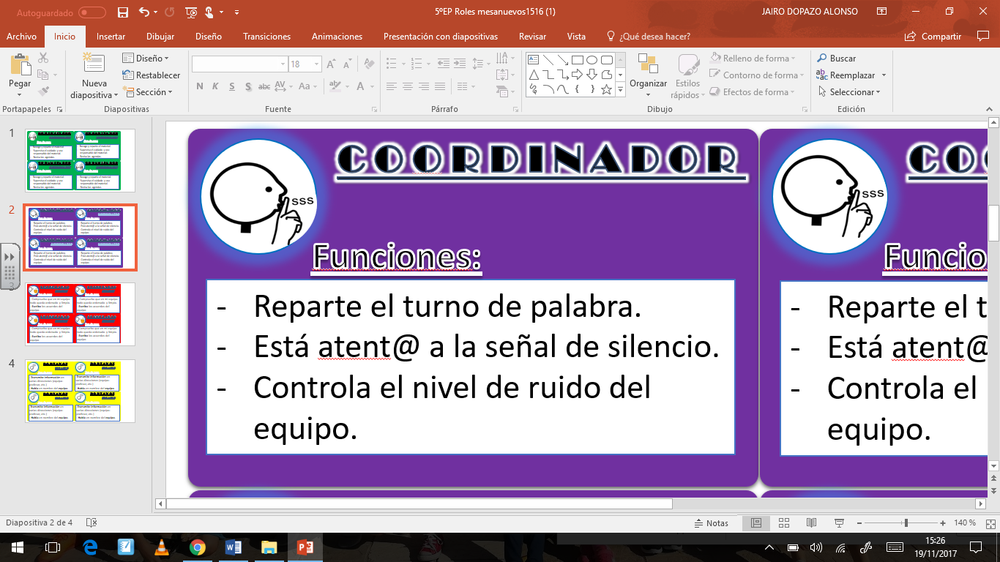 Autoguardado
5ºEP Roles mesanuevos1516 (1)
JAIRO DOPAZO ALONSO
Archivo Inicio Insertar Dibujar Diseño Transiciones Animaciones Presentación con diapositivas Revisar Vista ¿Qué desea hacer? Compartir
Pegar
Nueva diapositiva
Diseño
Restablecer
Sección
18
N K S S abc AV Aa A
Organizar
Estilos rápidos
Relleno de forma
Contorno de forma
Efectos de forma
Buscar
Reemplazar
Seleccionar
Portapapeles Diapositivas Fuente Párrafo Dibujo Edición
1
2
3
4
COORDINADOR
sss
Funciones:
- Reparte el turno de palabra.
- Está atent@ a la señal de silencio.
- Controla el nivel de ruido del
equipo.
COO
sss
Funcio
- Reparte el t
- Está atent@
- Controla el
equipo.
Diapositiva 2 de 4
Notas
140 %
15:26
19/11/2017